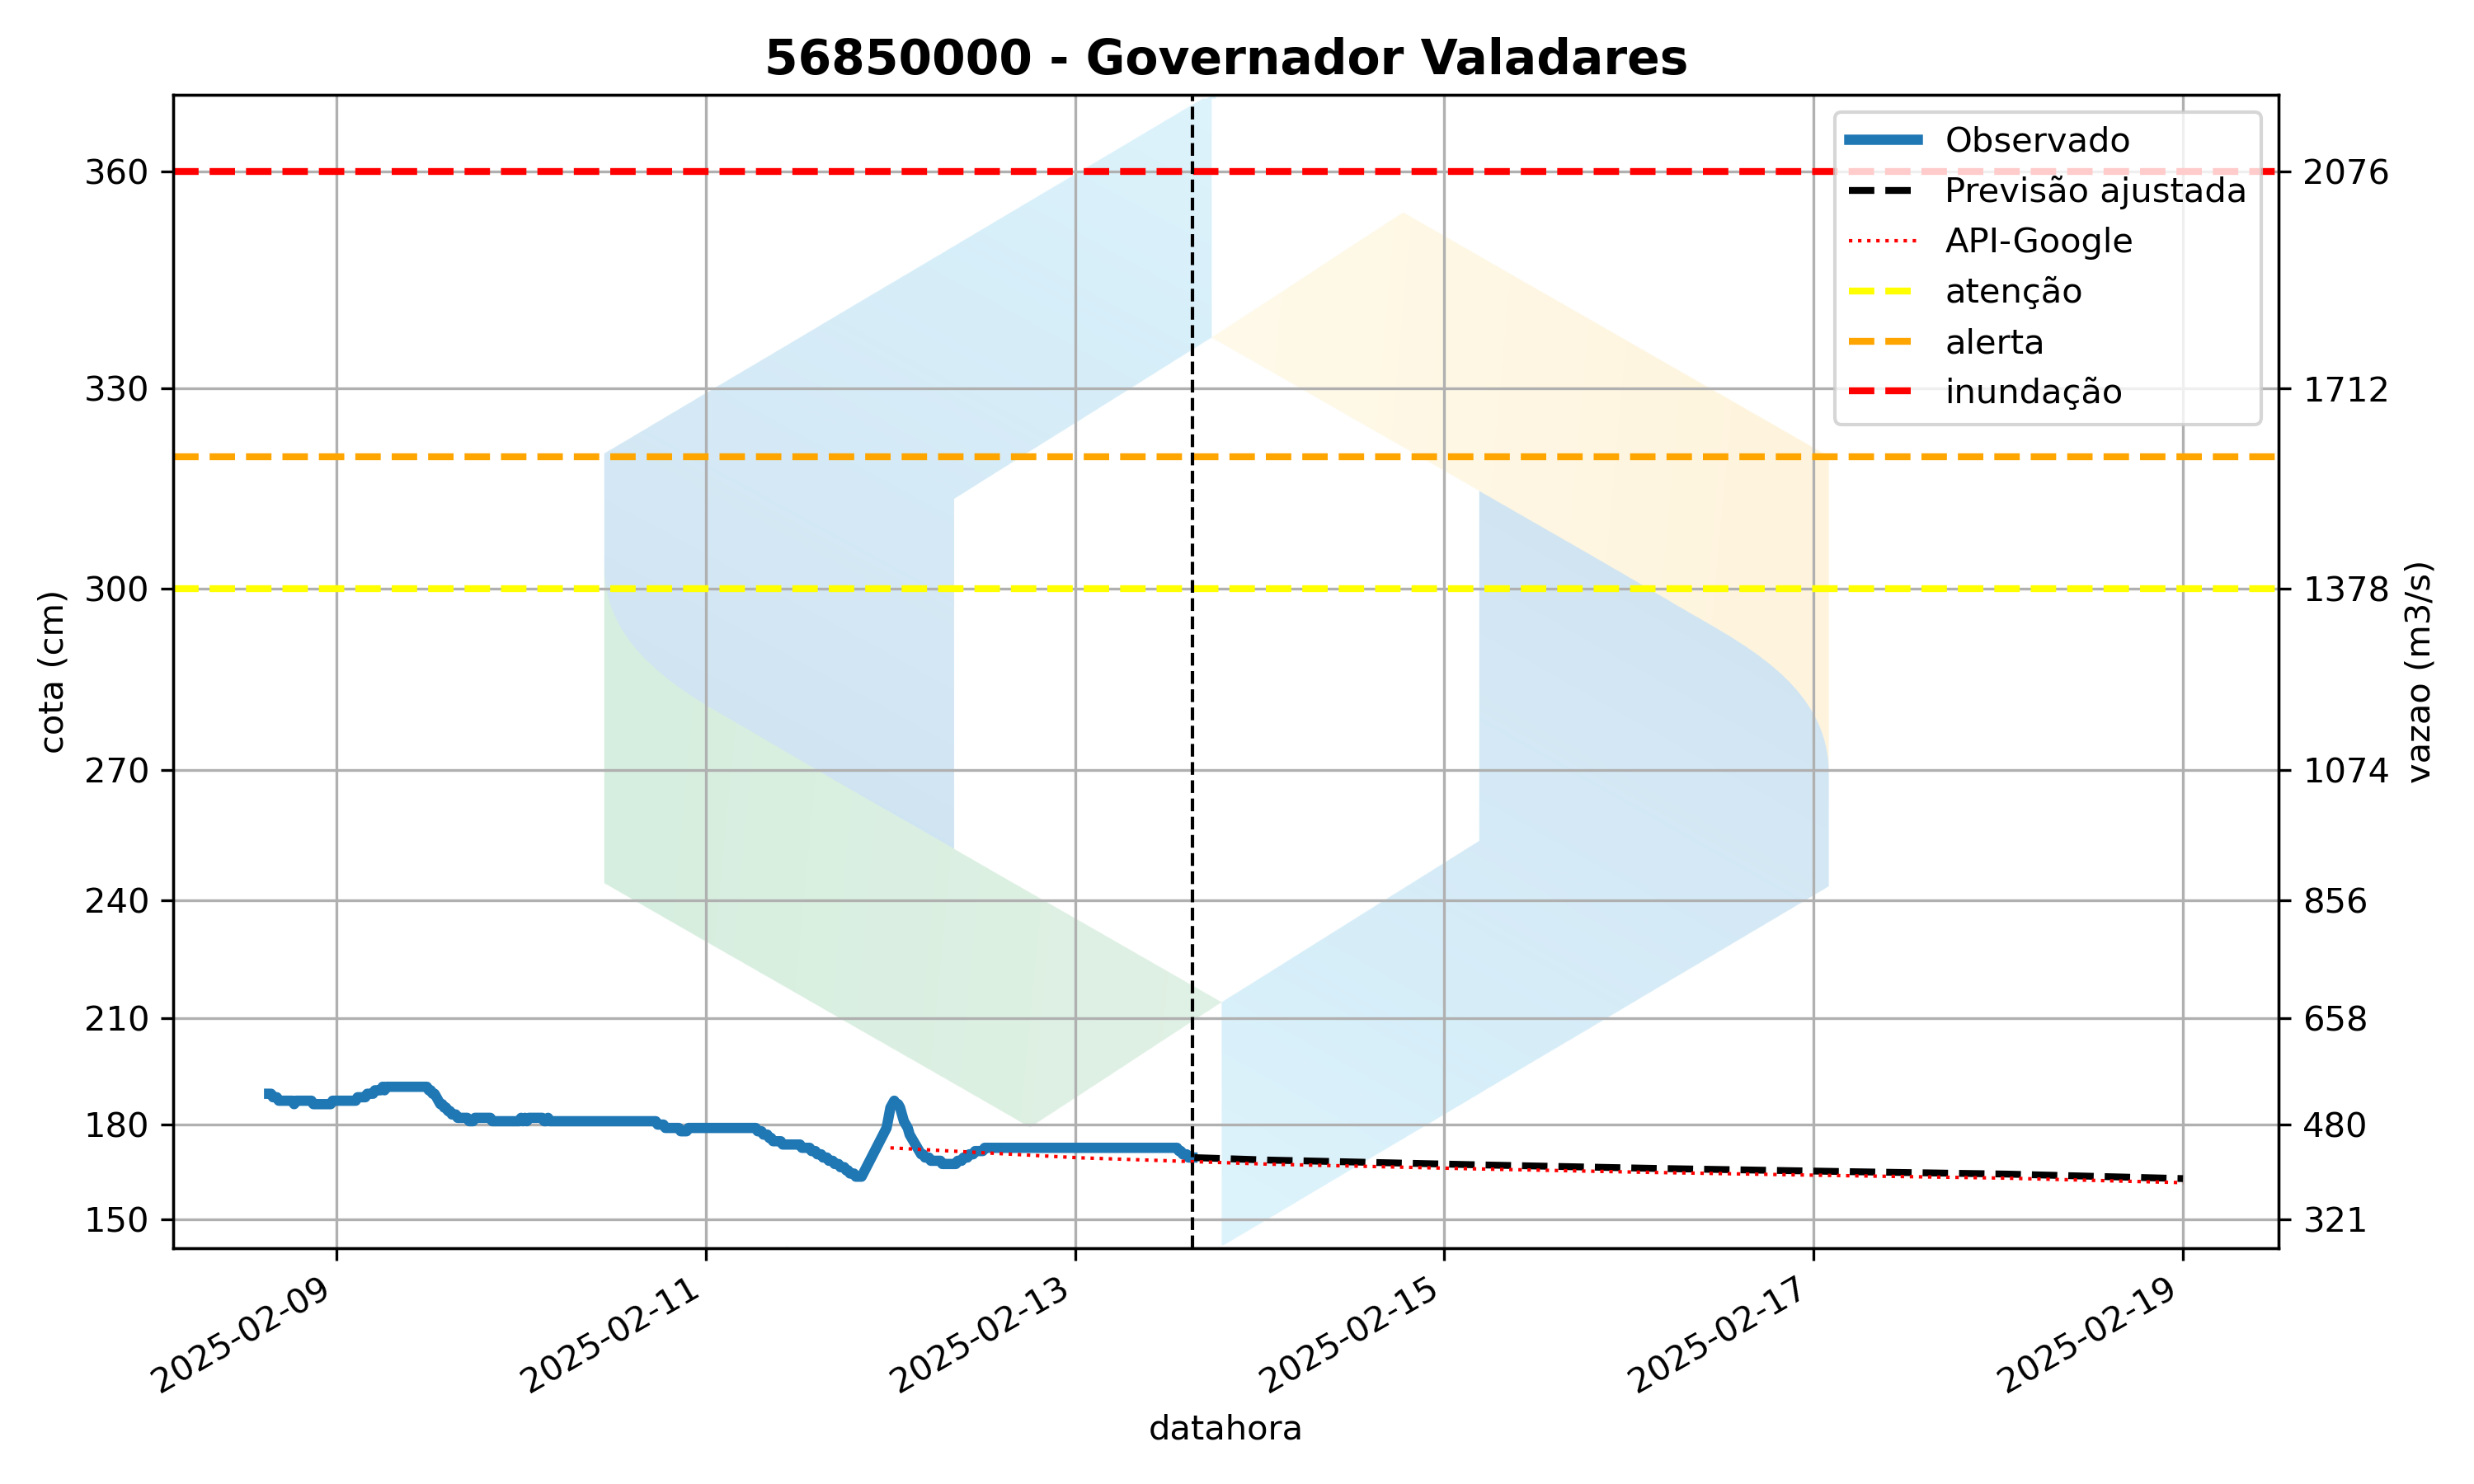 56850000 - Governador Valadares
Observado
Previsão ajustada
API-Google
atenção
alerta
inundação
cota (cm)
360
330
300
270
240
210
180
150
2076
1712
1378
1074
856
658
480
321
vazao (m3/s)
2025-02-09
2025-02-11
2025-02-13
2025-02-15
2025-02-17
2025-02-19
datahora